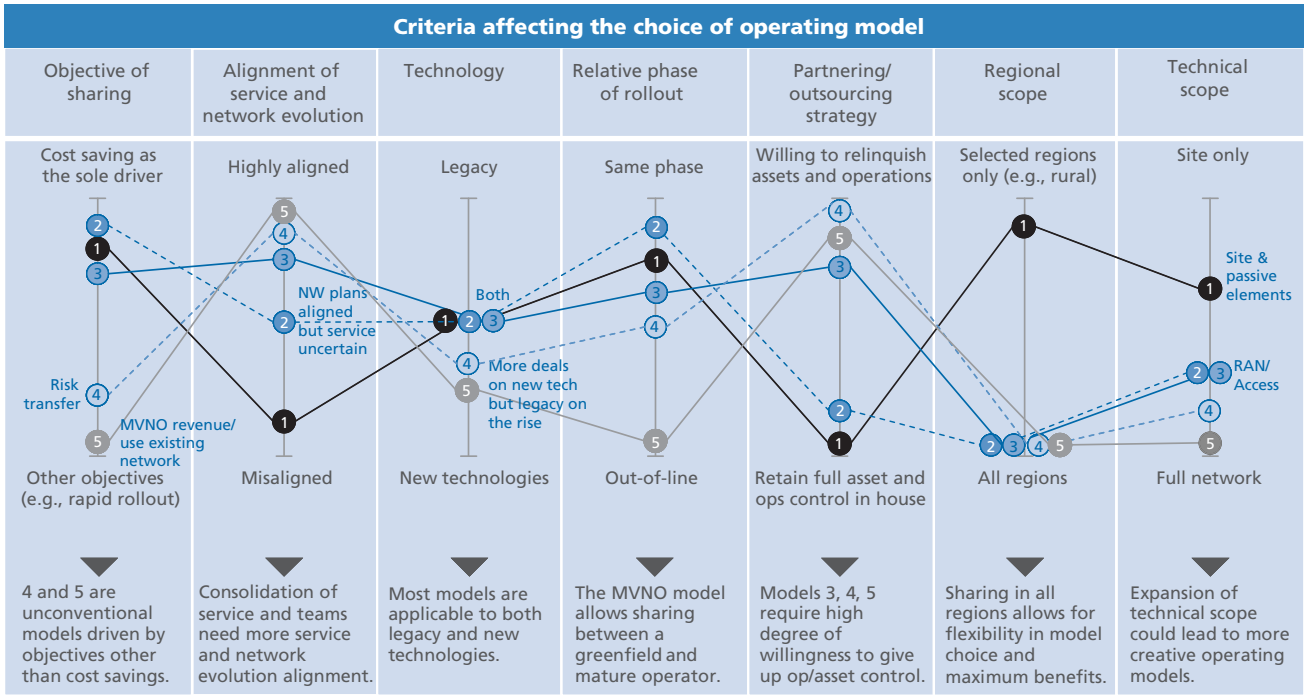 Criteria affecting the choice of operating model
Objective of
sharing
Alignment of
service and
network evolution
Technology
Relative phase
of rollout
Partnering/
outsourcing
strategy
Regional
scope
Technical
scope
Cost saving as
the sole driver
2
1
3
Risk
transfer
4
5
MVNO revenue/
use existing
network
Other objectives
(e.g., rapid rollout)
4 and 5 are
unconventional
models driven by
objectives other
than cost savings.
Highly aligned
5
4
3
2
NW plans
aligned
but service
uncertain
1
Misaligned
Consolidation of
service and teams
need more service
and network
evolution alignment.
Legacy
Both
1
2
3
4
5
More deals
on new tech
but legacy on
the rise
New technologies
Most models are
applicable to both
legacy and new
technologies.
Same phase
2
1
3
4
5
Out-of-line
The MVNO model
allows sharing
between a
greenfield and
mature operator.
Willing to relinquish
assets and operations
4
5
3
2
1
Retain full asset and
ops control in house
Models 3, 4, 5
require high
degree of
willingness to give
up op/asset control.
Selected regions
only (e.g., rural)
1
2
3
4
5
All regions
Sharing in all
regions allows for
flexibility in model
choice and
maximum benefits.
Site only
1
Site &
passive
elements
2
3
RAN/
Access
4
5
Full network
Expansion of
technical scope
could lead to more
creative operating
models.